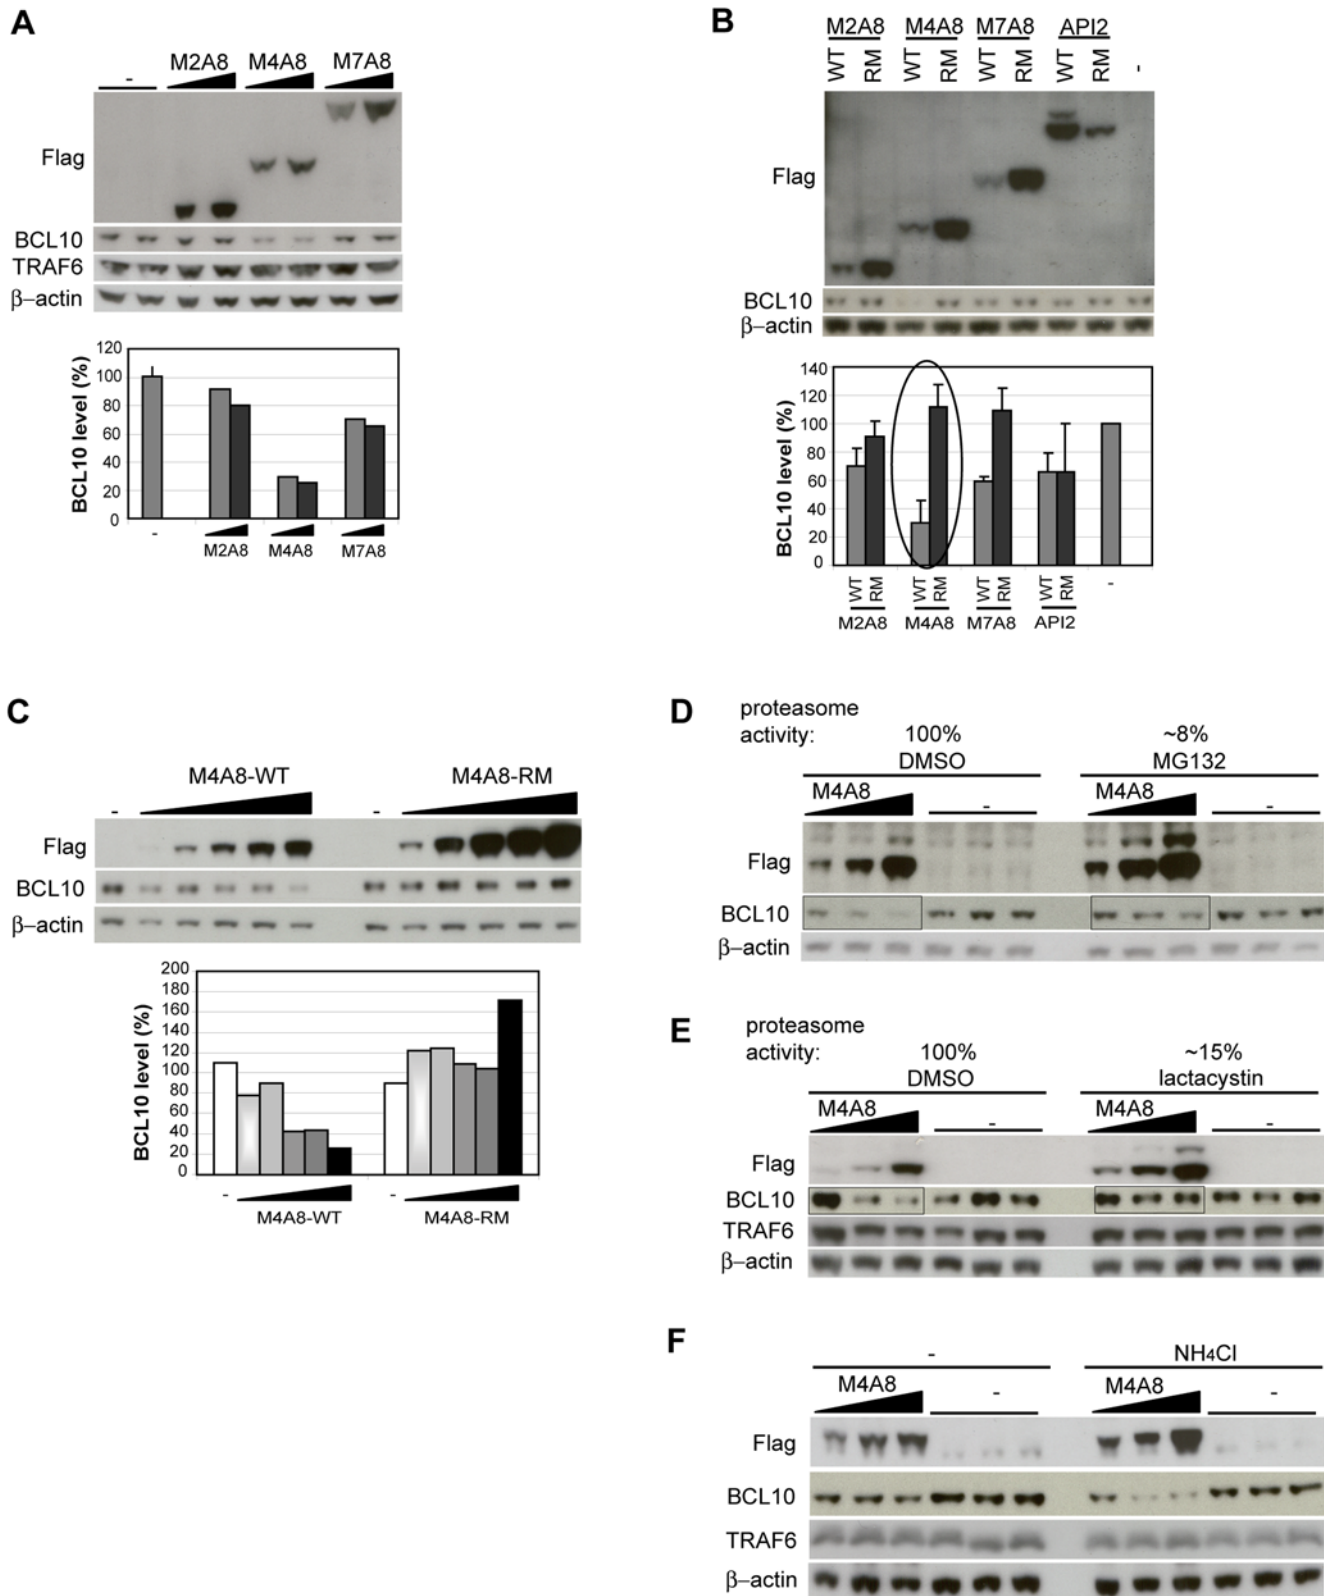 A
- M2A8 M4A8 M7A8
Flag
BCL10
TRAF6
β–actin
BCL10 level (%)
120
100
80
60
40
20
0
- M2A8 M4A8 M7A8
B
M2A8 M4A8 M7A8 API2
WT RM WT RM WT RM WT RM -
Flag
BCL10
β–actin
BCL10 level (%)
140
120
100
80
60
40
20
0
WT RM WT RM WT RM WT RM -
M2A8 M4A8 M7A8 API2
C
M4A8-WT M4A8-RM
- -
Flag
BCL10
β–actin
BCL10 level (%)
200
180
160
140
120
100
80
60
40
20
0
- -
M4A8-WT M4A8-RM
D
proteasome
activity: 100% ~8%
DMSO MG132
M4A8 - M4A8 -
Flag
BCL10
β–actin
E
proteasome
activity: 100% ~15%
DMSO lactacystin
M4A8 - M4A8 -
Flag
BCL10
TRAF6
β–actin
F
- NH4Cl
M4A8 - M4A8 -
Flag
BCL10
TRAF6
β–actin